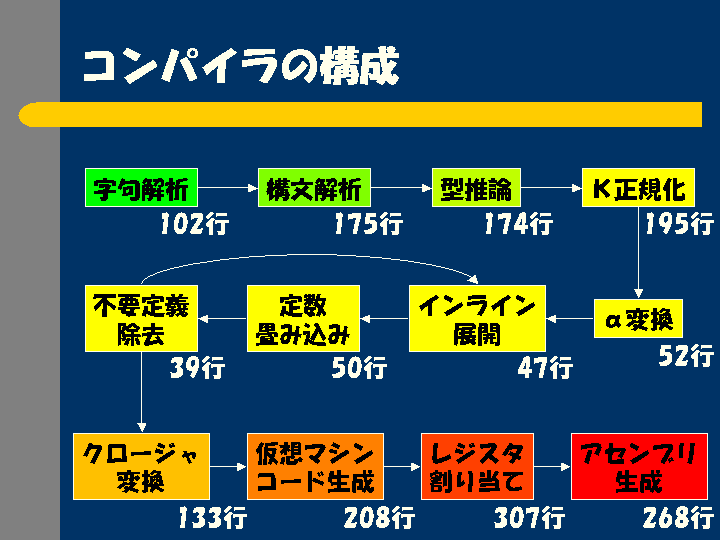 コンパイラの構成
字句解析
102行
構文解析
175行
型推論
174行
K正規化
195行
α変換
52行
インライン
展開
47行
定数
畳み込み
50行
不要定義
除去
39行
クロージャ
変換
133行
仮想マシン
コード生成
208行
レジスタ
割り当て
307行
アセンブリ
生成
268行